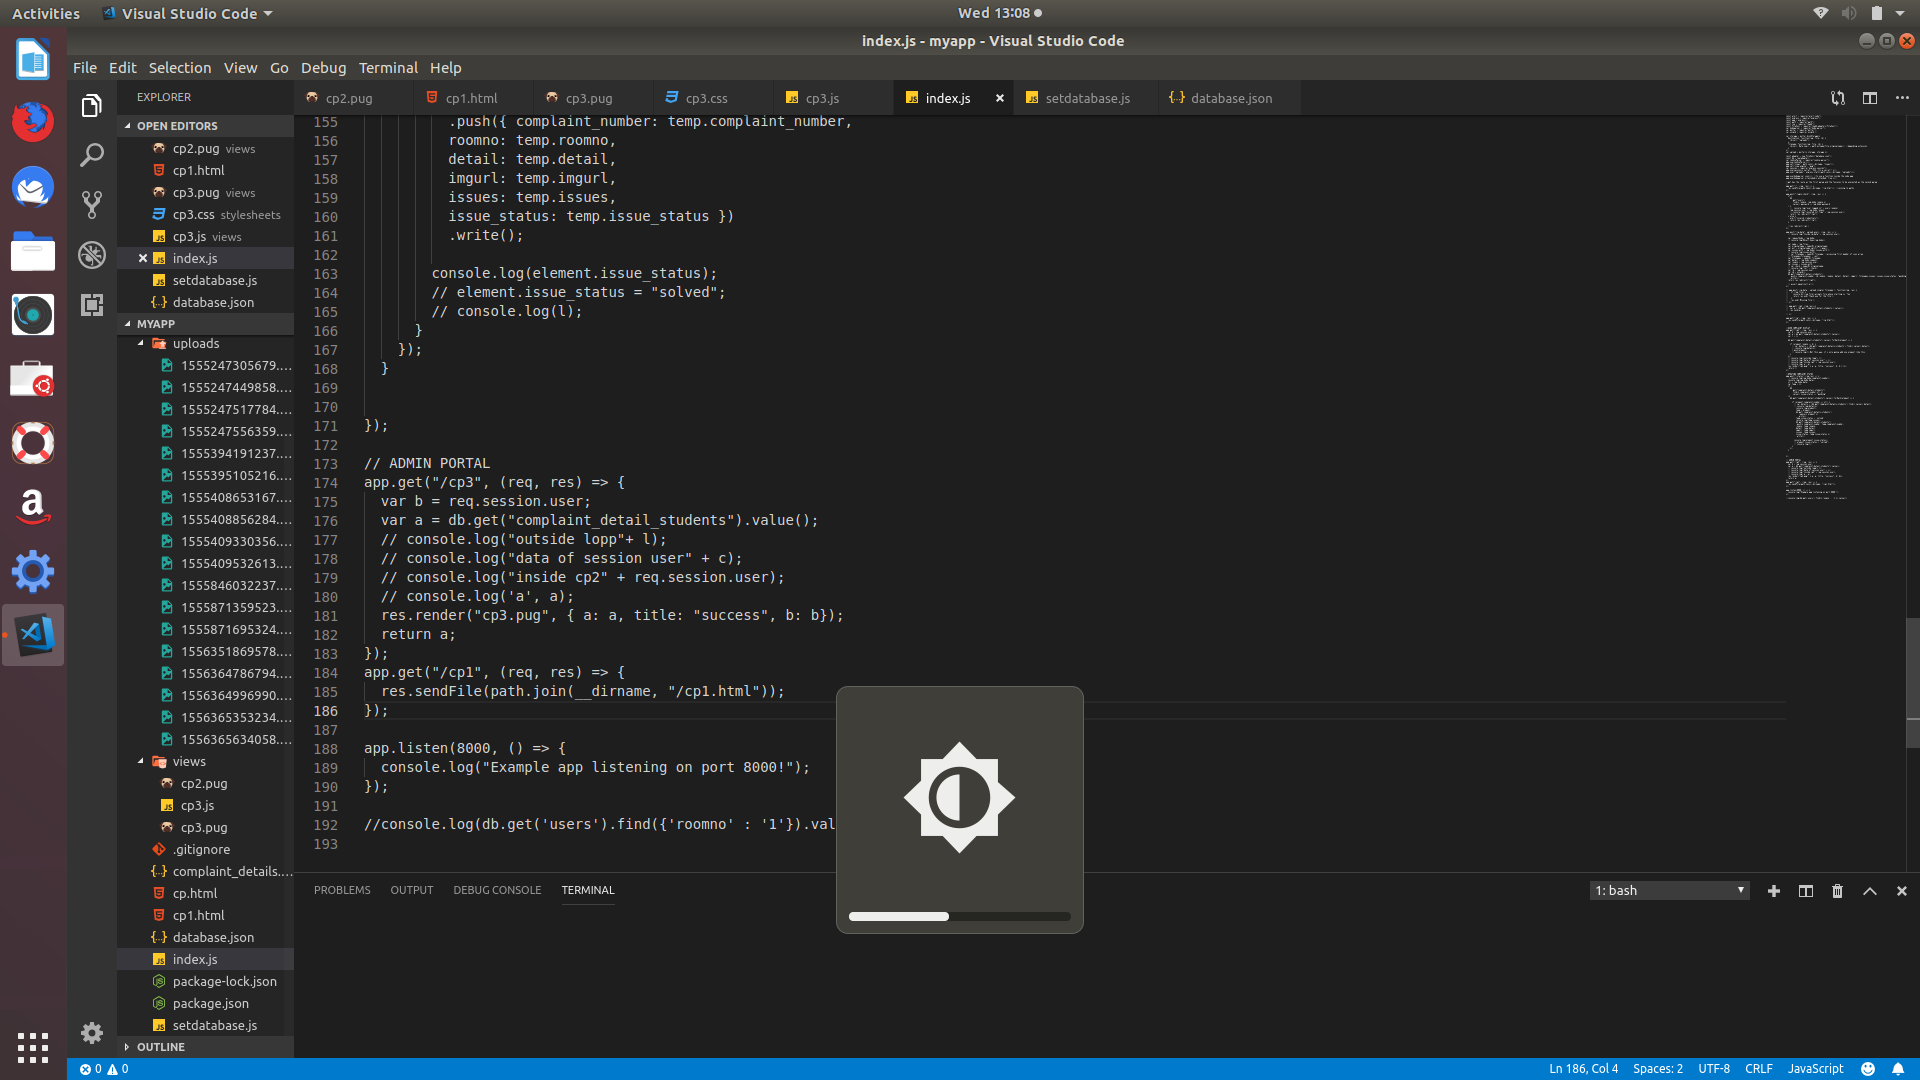 Activities
Visual Studio Code
Wed 13:08
index.js - myapp - Visual Studio Code
File Edit Selection View Go Debug Terminal Help
EXPLORER
OPEN EDITORS
cp2.pug views
cp1.html
cp3.pug views
cp3.css stylesheets
cp3.js views
index.js
setdatabase.js
database.json
MYAPP
uploads
1555247305679....
1555247449858....
1555247517784....
1555247556359....
1555394191237....
1555395105216....
1555408653167....
1555408856284....
1555409330356....
1555409532613....
1555846032237....
1555871359523....
1555871695324....
1556351869578....
1556364786794....
1556364996990....
1556365353234....
1556365634058....
views
cp2.pug
cp3.js
cp3.pug
.gitignore
complaint_details....
cp.html
cp1.html
database.json
index.js
package-lock.json
package.json
setdatabase.js
OUTLINE
cp2.pug cp1.html cp3.pug cp3.css cp3.js index.js setdatabase.js database.json
155 .push({ complaint_number: temp.complaint_number,
156 roomno: temp.roomno,
157 detail: temp.detail,
158 imgurl: temp.imgurl,
159 issues: temp.issues,
160 issue_status: temp.issue_status })
161 .write();
162
163 console.log(element.issue_status);
164 // element.issue_status = "solved";
165 // console.log(l);
166 }
167 });
168 }
169
170
171 });
172
173 // ADMIN PORTAL
174 app.get("/cp3", (req, res) => {
175 var b = req.session.user;
176 var a = db.get("complaint_detail_students").value();
177 // console.log("outside lopp"+ l);
178 // console.log("data of session user" + c);
179 // console.log("inside cp2" + req.session.user);
180 // console.log('a', a);
181 res.render("cp3.pug", { a: a, title: "success", b: b});
182 return a;
183 });
184 app.get("/cp1", (req, res) => {
185 res.sendFile(path.join(__dirname, "/cp1.html"));
186 });
187
188 app.listen(8000, () => {
189 console.log("Example app listening on port 8000!");
190 });
191
192 //console.log(db.get('users').find({'roomno' : '1'}).val
193
PROBLEMS OUTPUT DEBUG CONSOLE TERMINAL
1: bash
0 0
Ln 186, Col 4 Spaces: 2 UTF-8 CRLF JavaScript